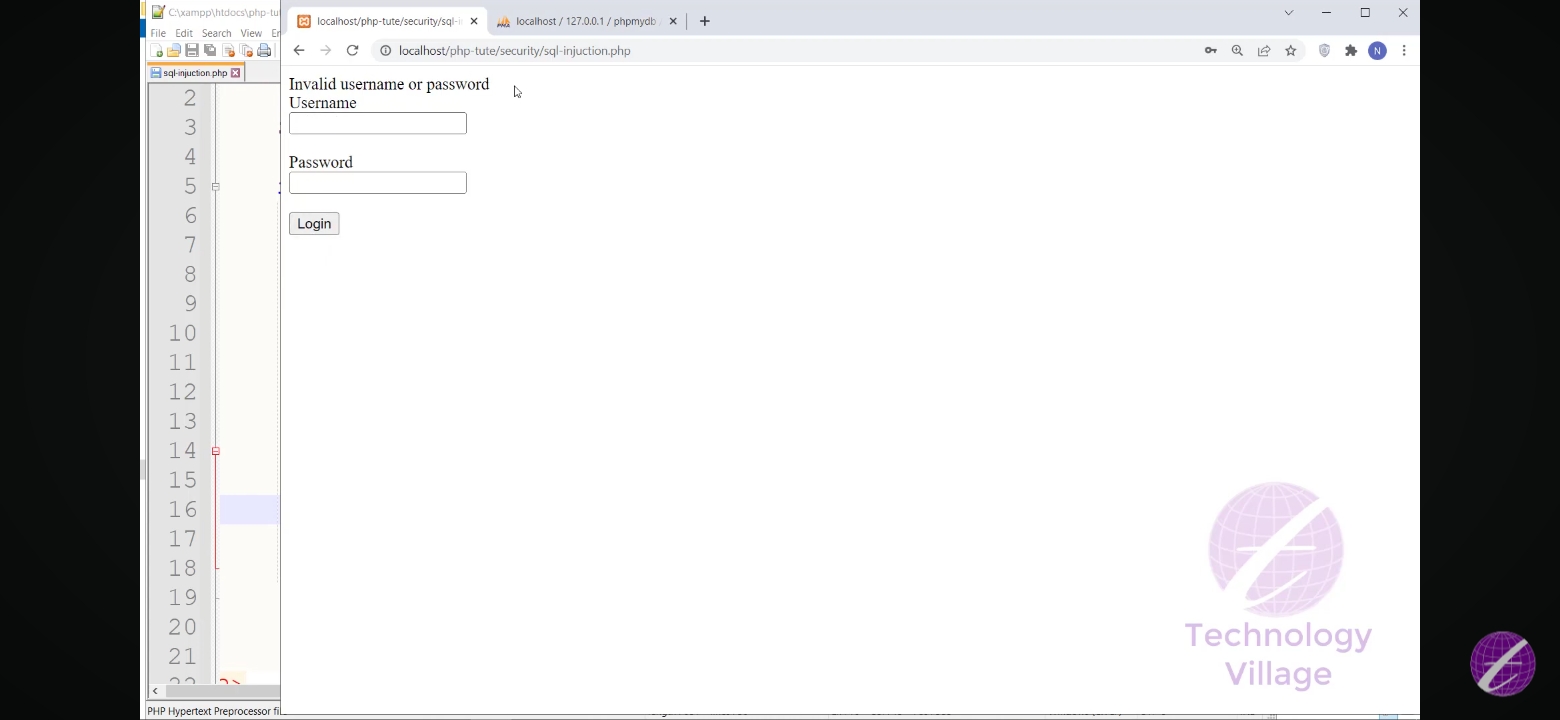 C:\xampp\htdocs\php-tu
File Edit Search View
sql-injuction.php
2
3
4
5
6
7
8
9
10
11
12
13
14
15
16
17
18
19
20
21
22
?>
PHP Hypertext Preprocessor fi
localhost/php-tute/security/sql-i
localhost / 127.0.0.1 / phpmydb
localhost/php-tute/security/sql-injuction.php
N
Invalid username or password
Username
Password
Login
Technology
Village